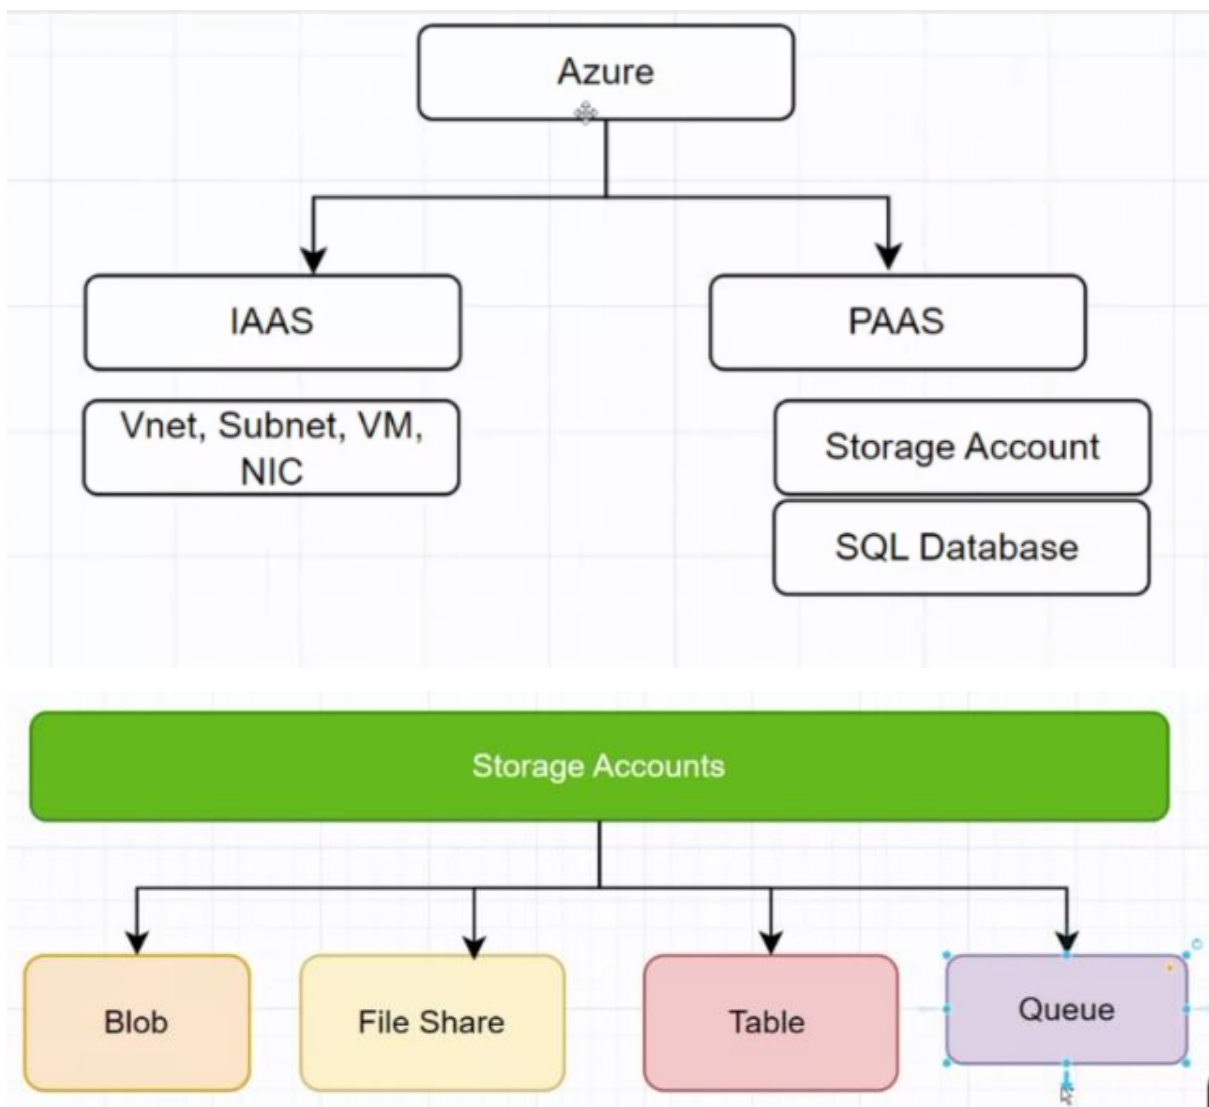 Azure
IAAS
PAAS
Vnet, Subnet, VM,
NIC
Storage Account
SQL Database
Storage Accounts
Blob
File Share
Table
Queue